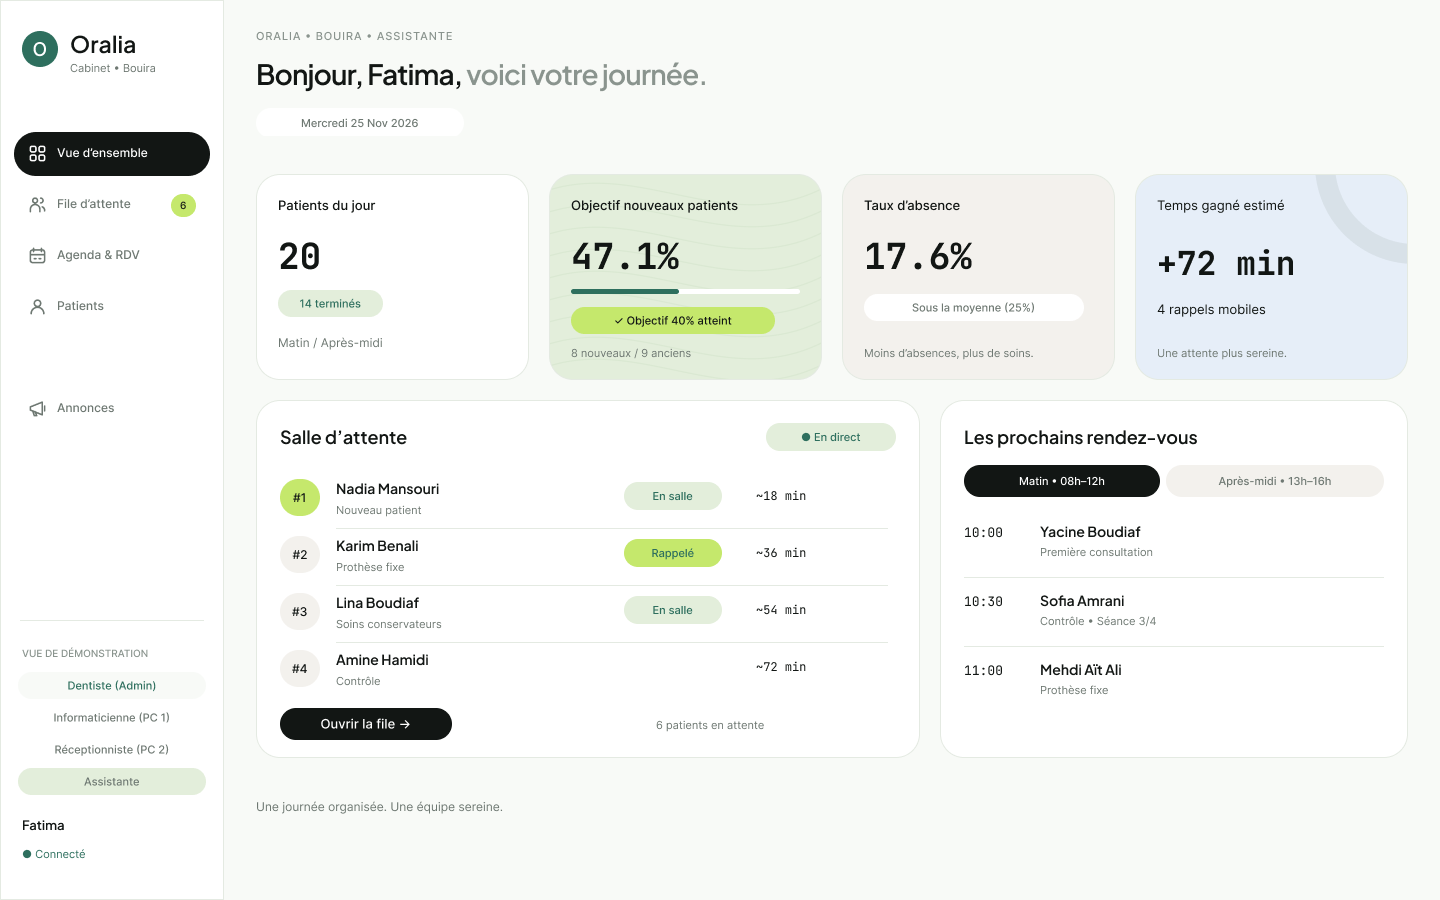 O
Oralia
Cabinet • Bouira
Vue d’ensemble
File d’attente
6
Agenda & RDV
Patients
Annonces
VUE DE DÉMONSTRATION
Dentiste (Admin)
Informaticienne (PC 1)
Réceptionniste (PC 2)
Assistante
Fatima
Connecté
ORALIA • BOUIRA • ASSISTANTE
Bonjour, Fatima, voici votre journée.
Mercredi 25 Nov 2026
Patients du jour
20
14 terminés
Matin / Après-midi
Objectif nouveaux patients
47.1%
✓ Objectif 40% atteint
8 nouveaux / 9 anciens
Taux d’absence
17.6%
Sous la moyenne (25%)
Moins d’absences, plus de soins.
Temps gagné estimé
+72 min
4 rappels mobiles
Une attente plus sereine.
Salle d’attente
En direct
#1 Nadia Mansouri En salle ~18 min
Nouveau patient
#2 Karim Benali Rappelé ~36 min
Prothèse fixe
#3 Lina Boudiaf En salle ~54 min
Soins conservateurs
#4 Amine Hamidi ~72 min
Contrôle
Ouvrir la file → 6 patients en attente
Les prochains rendez-vous
Matin • 08h–12h Après-midi • 13h–16h
10:00 Yacine Boudiaf
Première consultation
10:30 Sofia Amrani
Contrôle • Séance 3/4
11:00 Mehdi Aït Ali
Prothèse fixe
Une journée organisée. Une équipe sereine.